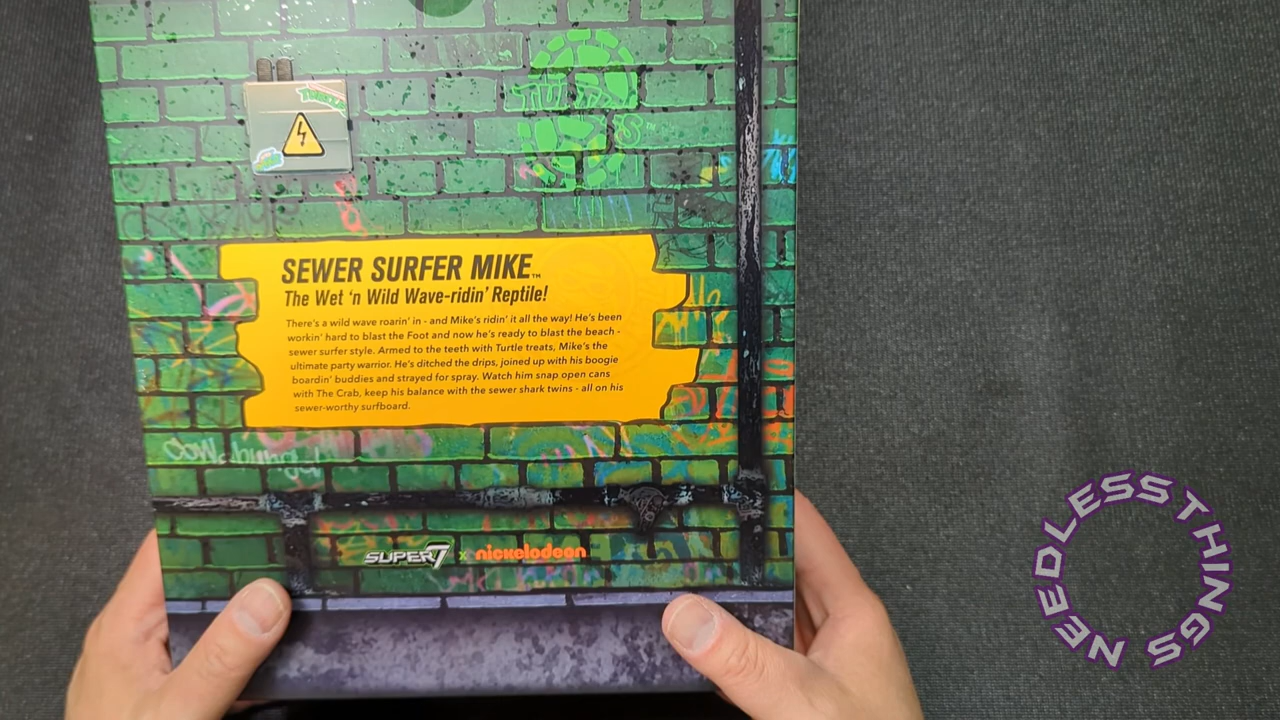 TURTLES™
SEWER SURFER MIKE™
The Wet 'n Wild Wave-ridin' Reptile!
There's a wild wave roarin' in - and Mike's ridin' it all the way! He's been
workin' hard to blast the Foot and now he's ready to blast the beach -
sewer surfer style. Armed to the teeth with Turtle treats, Mike's the
ultimate party warrior. He's ditched the drips, joined up with his boogie
boardin' buddies and strayed for spray. Watch him snap open cans
with The Crab, keep his balance with the sewer shark twins - all on his
sewer-worthy surfboard.
Cowabunga!
SUPER7 x nickelodeon
NEEDLESS THINGS